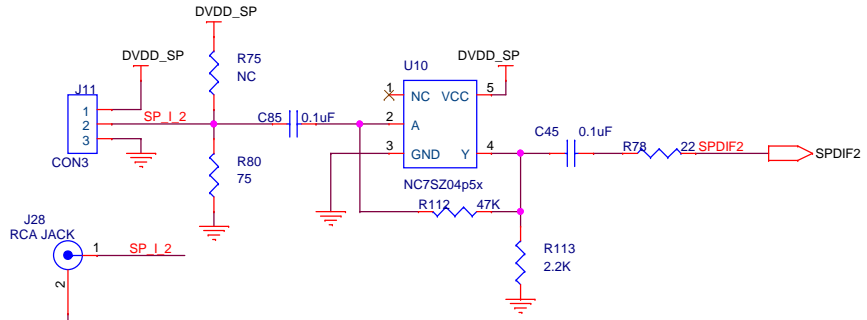 DVDD_SP
DVDD_SP
R75
NC
J11
1
2
3
CON3
SP_I_2
C85
0.1uF
R80
75
U10
DVDD_SP
1
NC
VCC
5
2
A
3
GND
Y
4
NC7SZ04p5x
C45
0.1uF
R78
22
SPDIF2
SPDIF2
R112
47K
R113
2.2K
J28
RCA JACK
1
SP_I_2
2